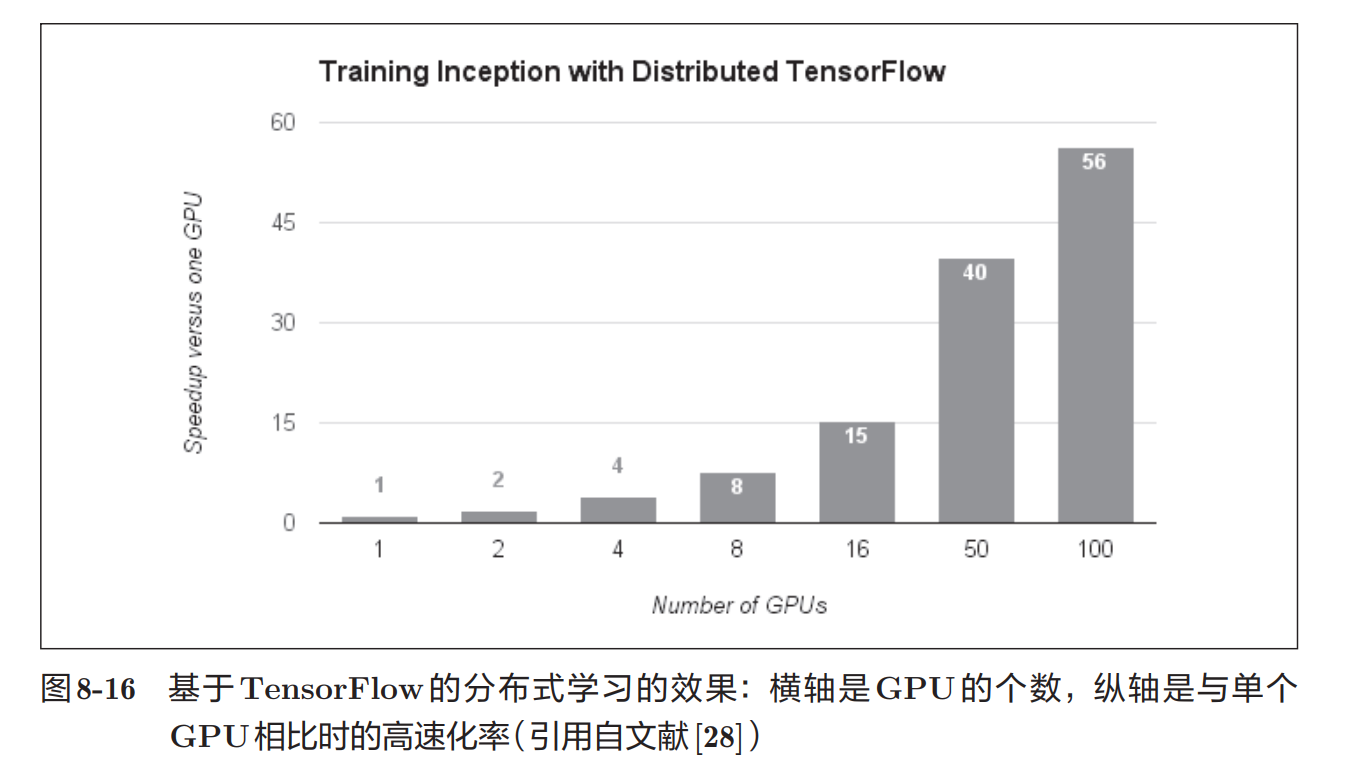 Training Inception with Distributed TensorFlow
Speedup versus one GPU
60
45
30
15
0
1
2
4
8
15
40
56
1 2 4 8 16 50 100
Number of GPUs
图8-16 基于TensorFlow的分布式学习的效果：横轴是GPU的个数，纵轴是与单个
GPU相比时的高速化率（引用自文献[28]）